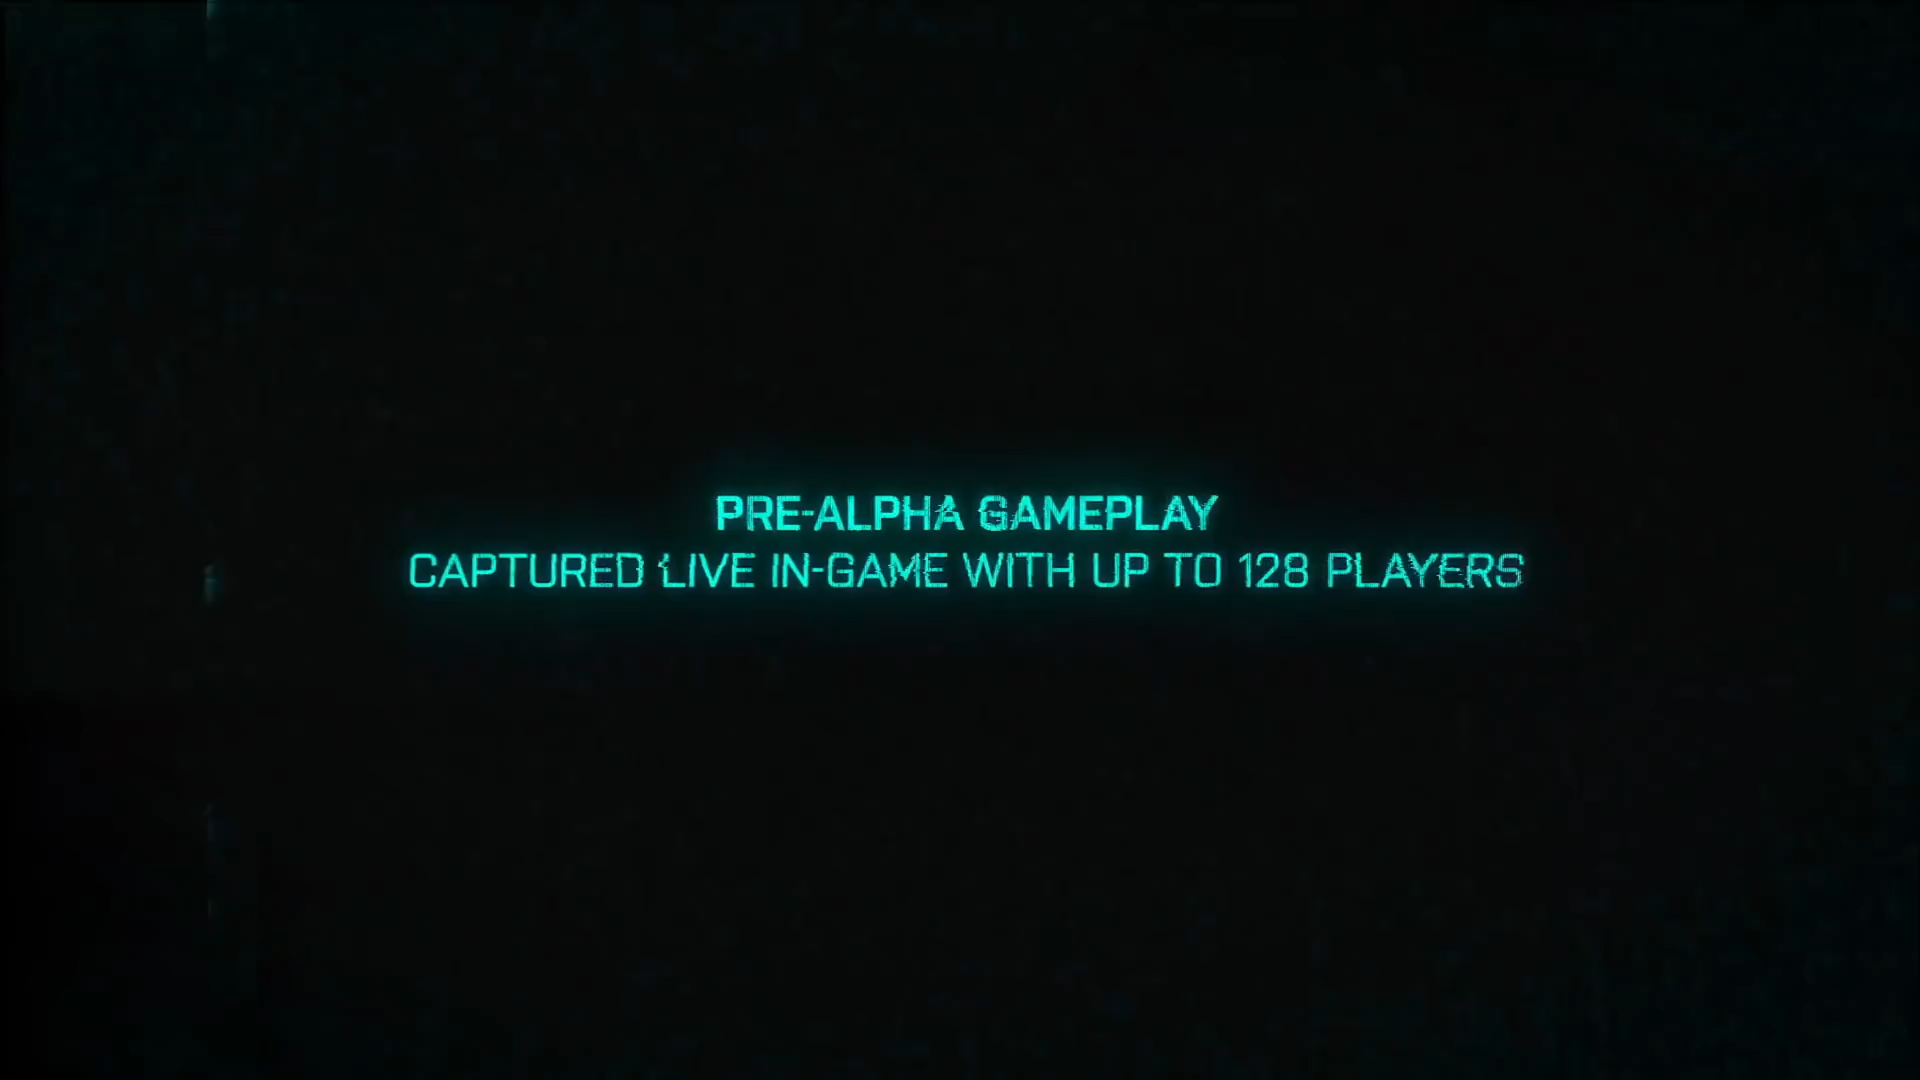 PRE-ALPHA GAMEPLAY
CAPTURED LIVE IN-GAME WITH UP TO 128 PLAYERS